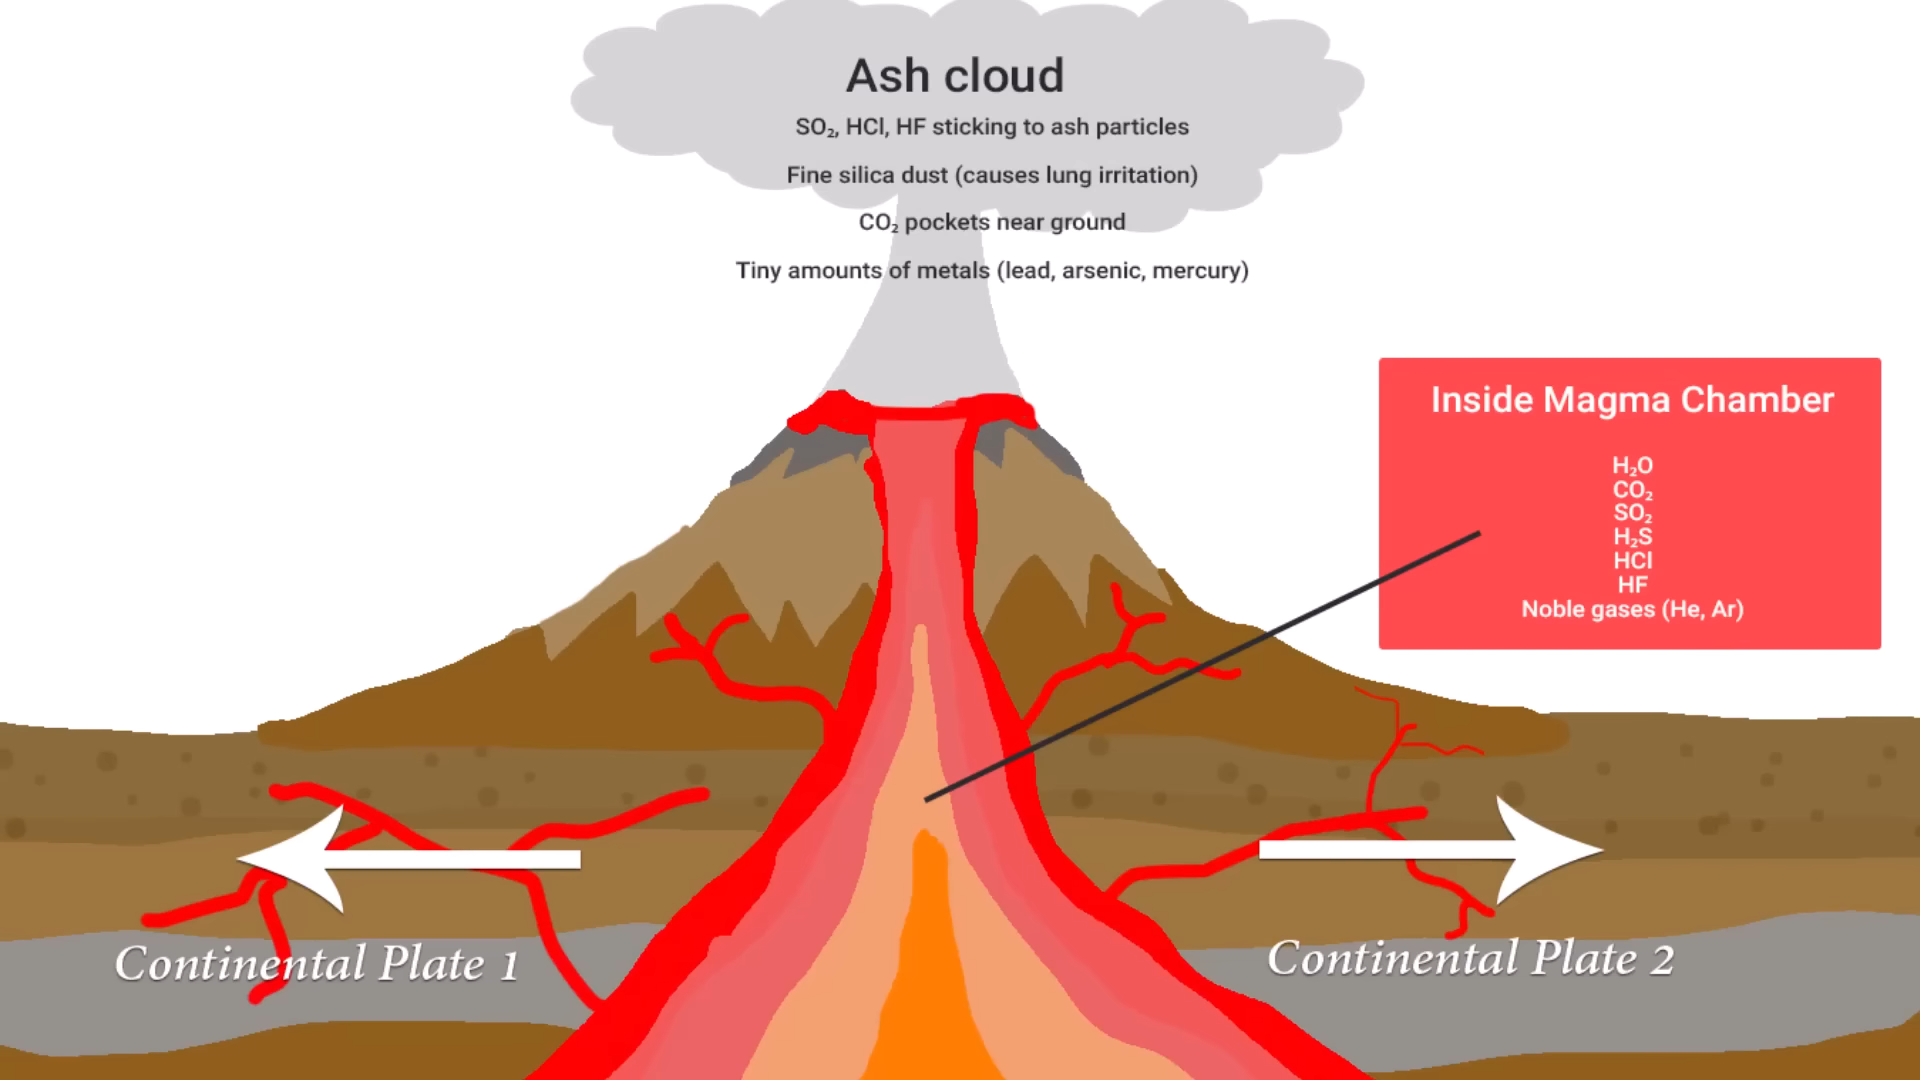 Ash cloud
SO₂, HCl, HF sticking to ash particles
Fine silica dust (causes lung irritation)
CO₂ pockets near ground
Tiny amounts of metals (lead, arsenic, mercury)
Inside Magma Chamber
H₂O
CO₂
SO₂
H₂S
HCl
HF
Noble gases (He, Ar)
Continental Plate 1
Continental Plate 2